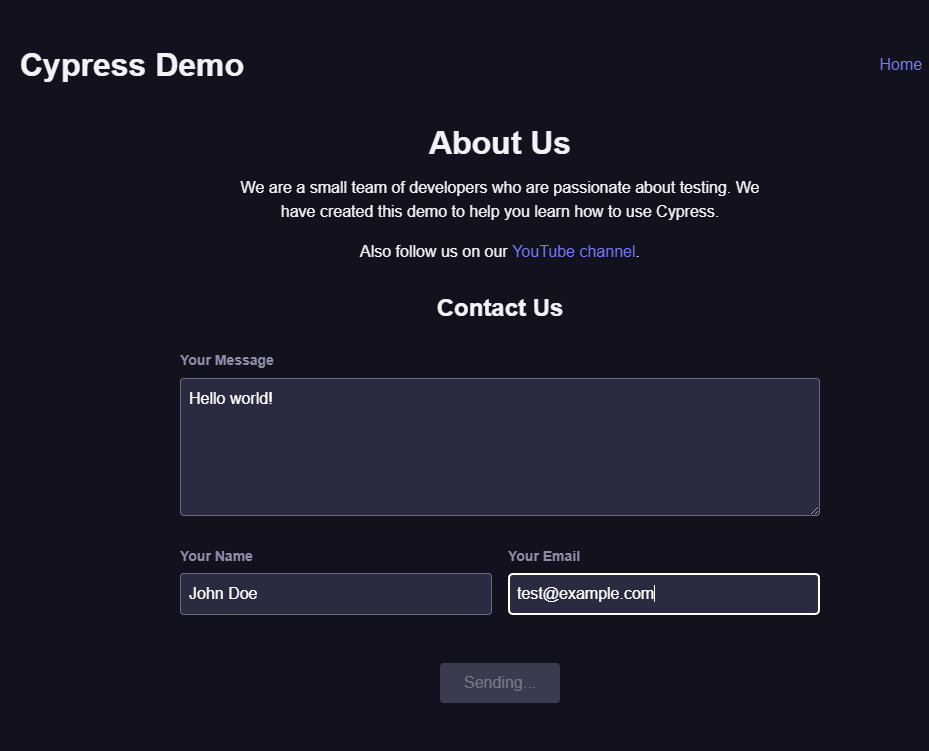 Cypress Demo
Home
About Us
We are a small team of developers who are passionate about testing. We
have created this demo to help you learn how to use Cypress.
Also follow us on our YouTube channel.
Contact Us
Your Message
Hello world!
Your Name
Your Email
John Doe
test@example.com
Sending...